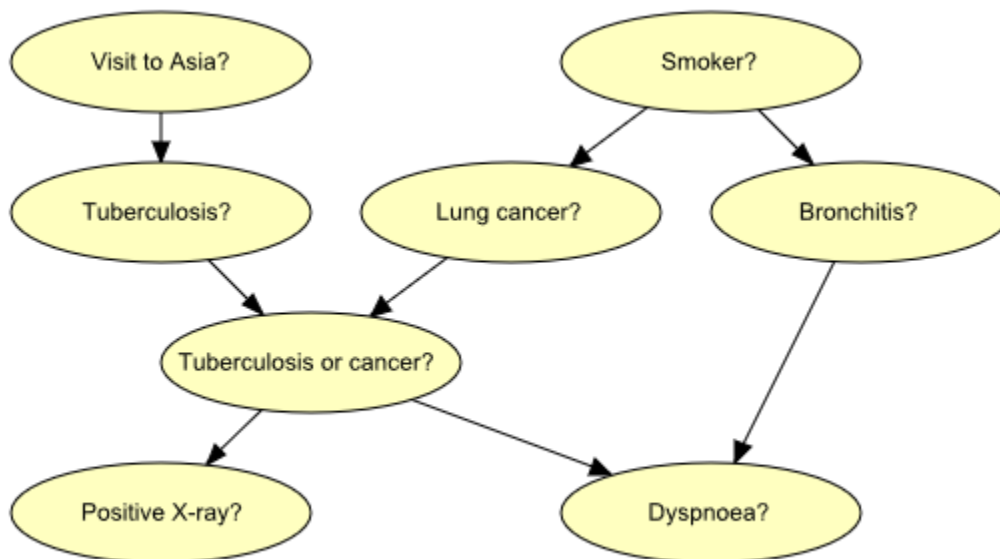 Visit to Asia?
Smoker?
Tuberculosis?
Lung cancer?
Bronchitis?
Tuberculosis or cancer?
Positive X-ray?
Dyspnoea?